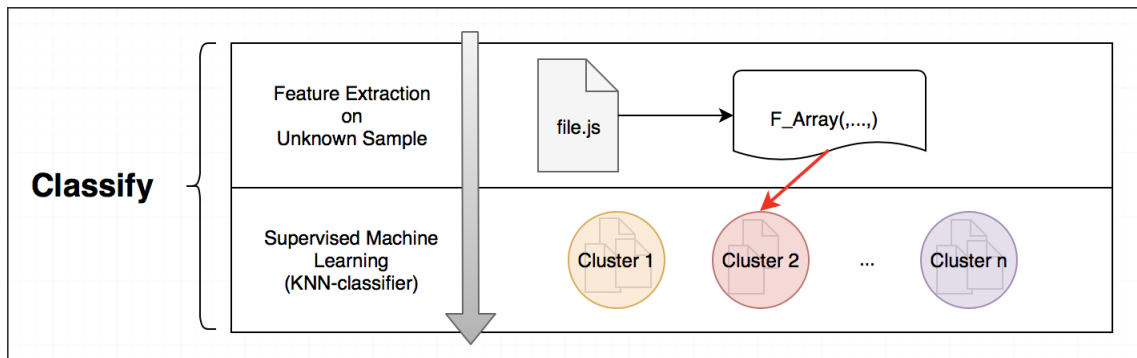 Classify
Feature Extraction
on
Unknown Sample
file.js
F_Array(,...,)
Supervised Machine
Learning
(KNN-classifier)
Cluster 1
Cluster 2
...
Cluster n